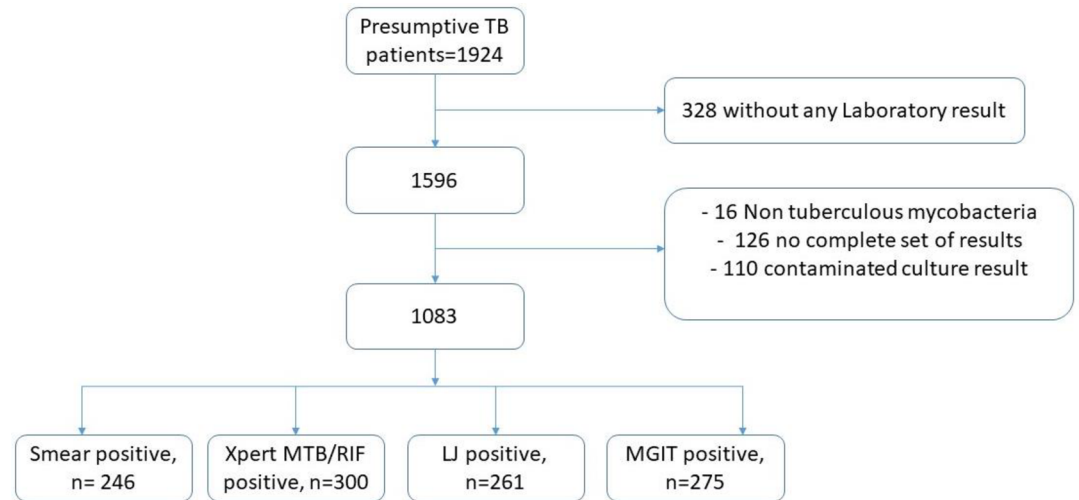 Presumptive TB
patients=1924
328 without any Laboratory result
1596
- 16 Non tuberculous mycobacteria
- 126 no complete set of results
- 110 contaminated culture result
1083
Smear positive,
n= 246
Xpert MTB/RIF
positive, n=300
LJ positive,
n=261
MGIT positive,
n=275